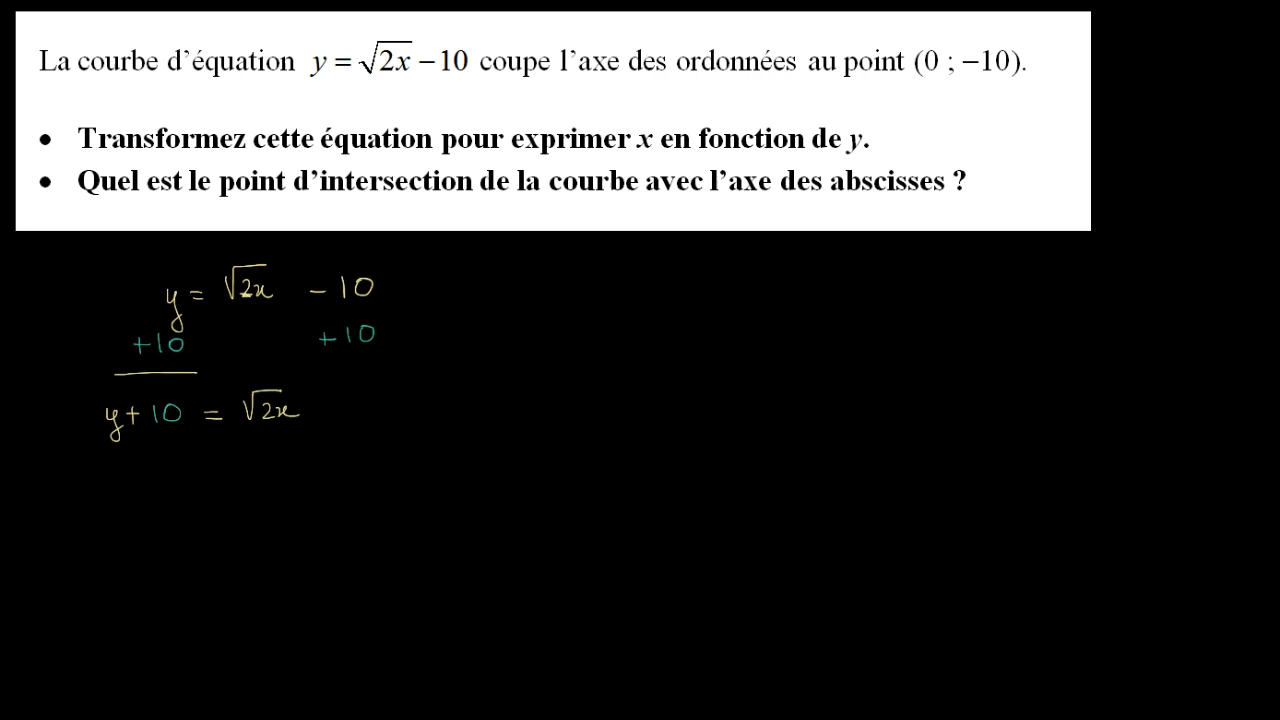 La courbe d'équation y = √2x − 10 coupe l'axe des ordonnées au point (0 ; −10).
• Transformez cette équation pour exprimer x en fonction de y.
• Quel est le point d'intersection de la courbe avec l'axe des abscisses ?
y = √2x − 10
+10 +10
y + 10 = √2x